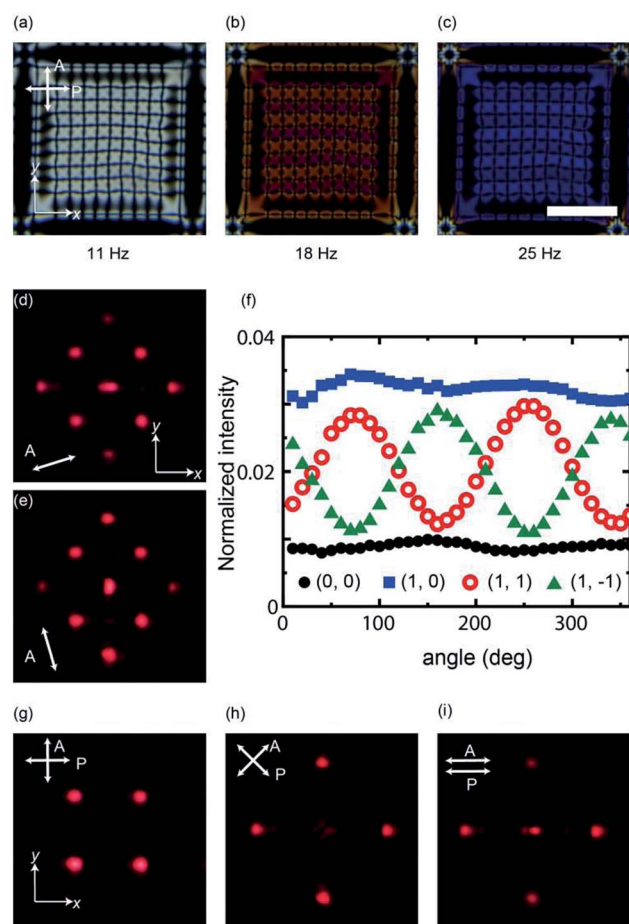 (a)
(b)
(c)
A
P
y
x
11 Hz
18 Hz
25 Hz
(d)
A
y
x
(e)
A
(f)
0.04
0.02
0
Normalized intensity
(0, 0)
(1, 0)
(1, 1)
(1, -1)
0
100
200
300
angle (deg)
(g)
(h)
(i)
A
P
y
x
A
P
A
P